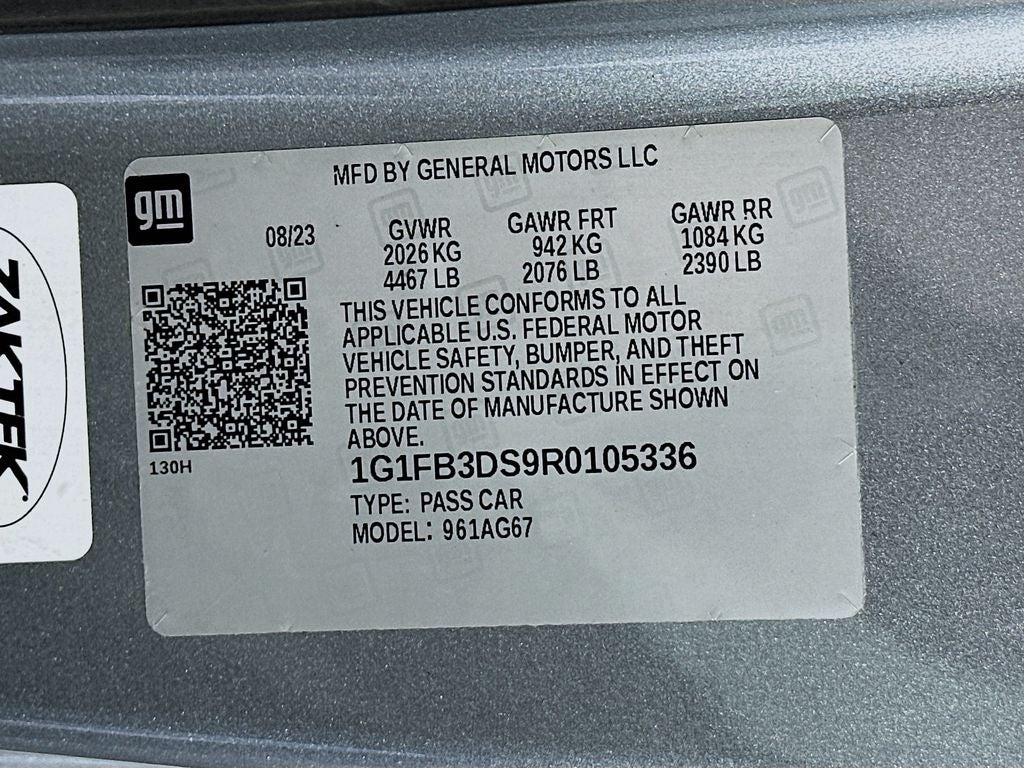 MFD BY GENERAL MOTORS LLC
gm
08/23
GVWR GAWR FRT GAWR RR
2026 KG 942 KG 1084 KG
4467 LB 2076 LB 2390 LB
THIS VEHICLE CONFORMS TO ALL
APPLICABLE U.S. FEDERAL MOTOR
VEHICLE SAFETY, BUMPER, AND THEFT
PREVENTION STANDARDS IN EFFECT ON
THE DATE OF MANUFACTURE SHOWN
ABOVE.
130H
1G1FB3DS9R0105336
TYPE: PASS CAR
MODEL: 961AG67
ZAKTEK